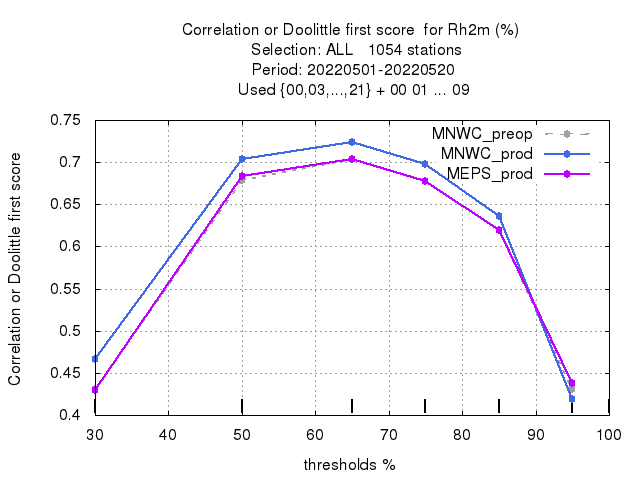 Correlation or Doolittle first score  for Rh2m (%)
Selection: ALL   1054 stations
Period: 20220501-20220520
Used {00,03,...,21} + 00 01 ... 09
MNWC_preop
MNWC_prod
MEPS_prod
Correlation or Doolittle first score
0.75
0.7
0.65
0.6
0.55
0.5
0.45
0.4
30 40 50 60 70 80 90 100
thresholds %